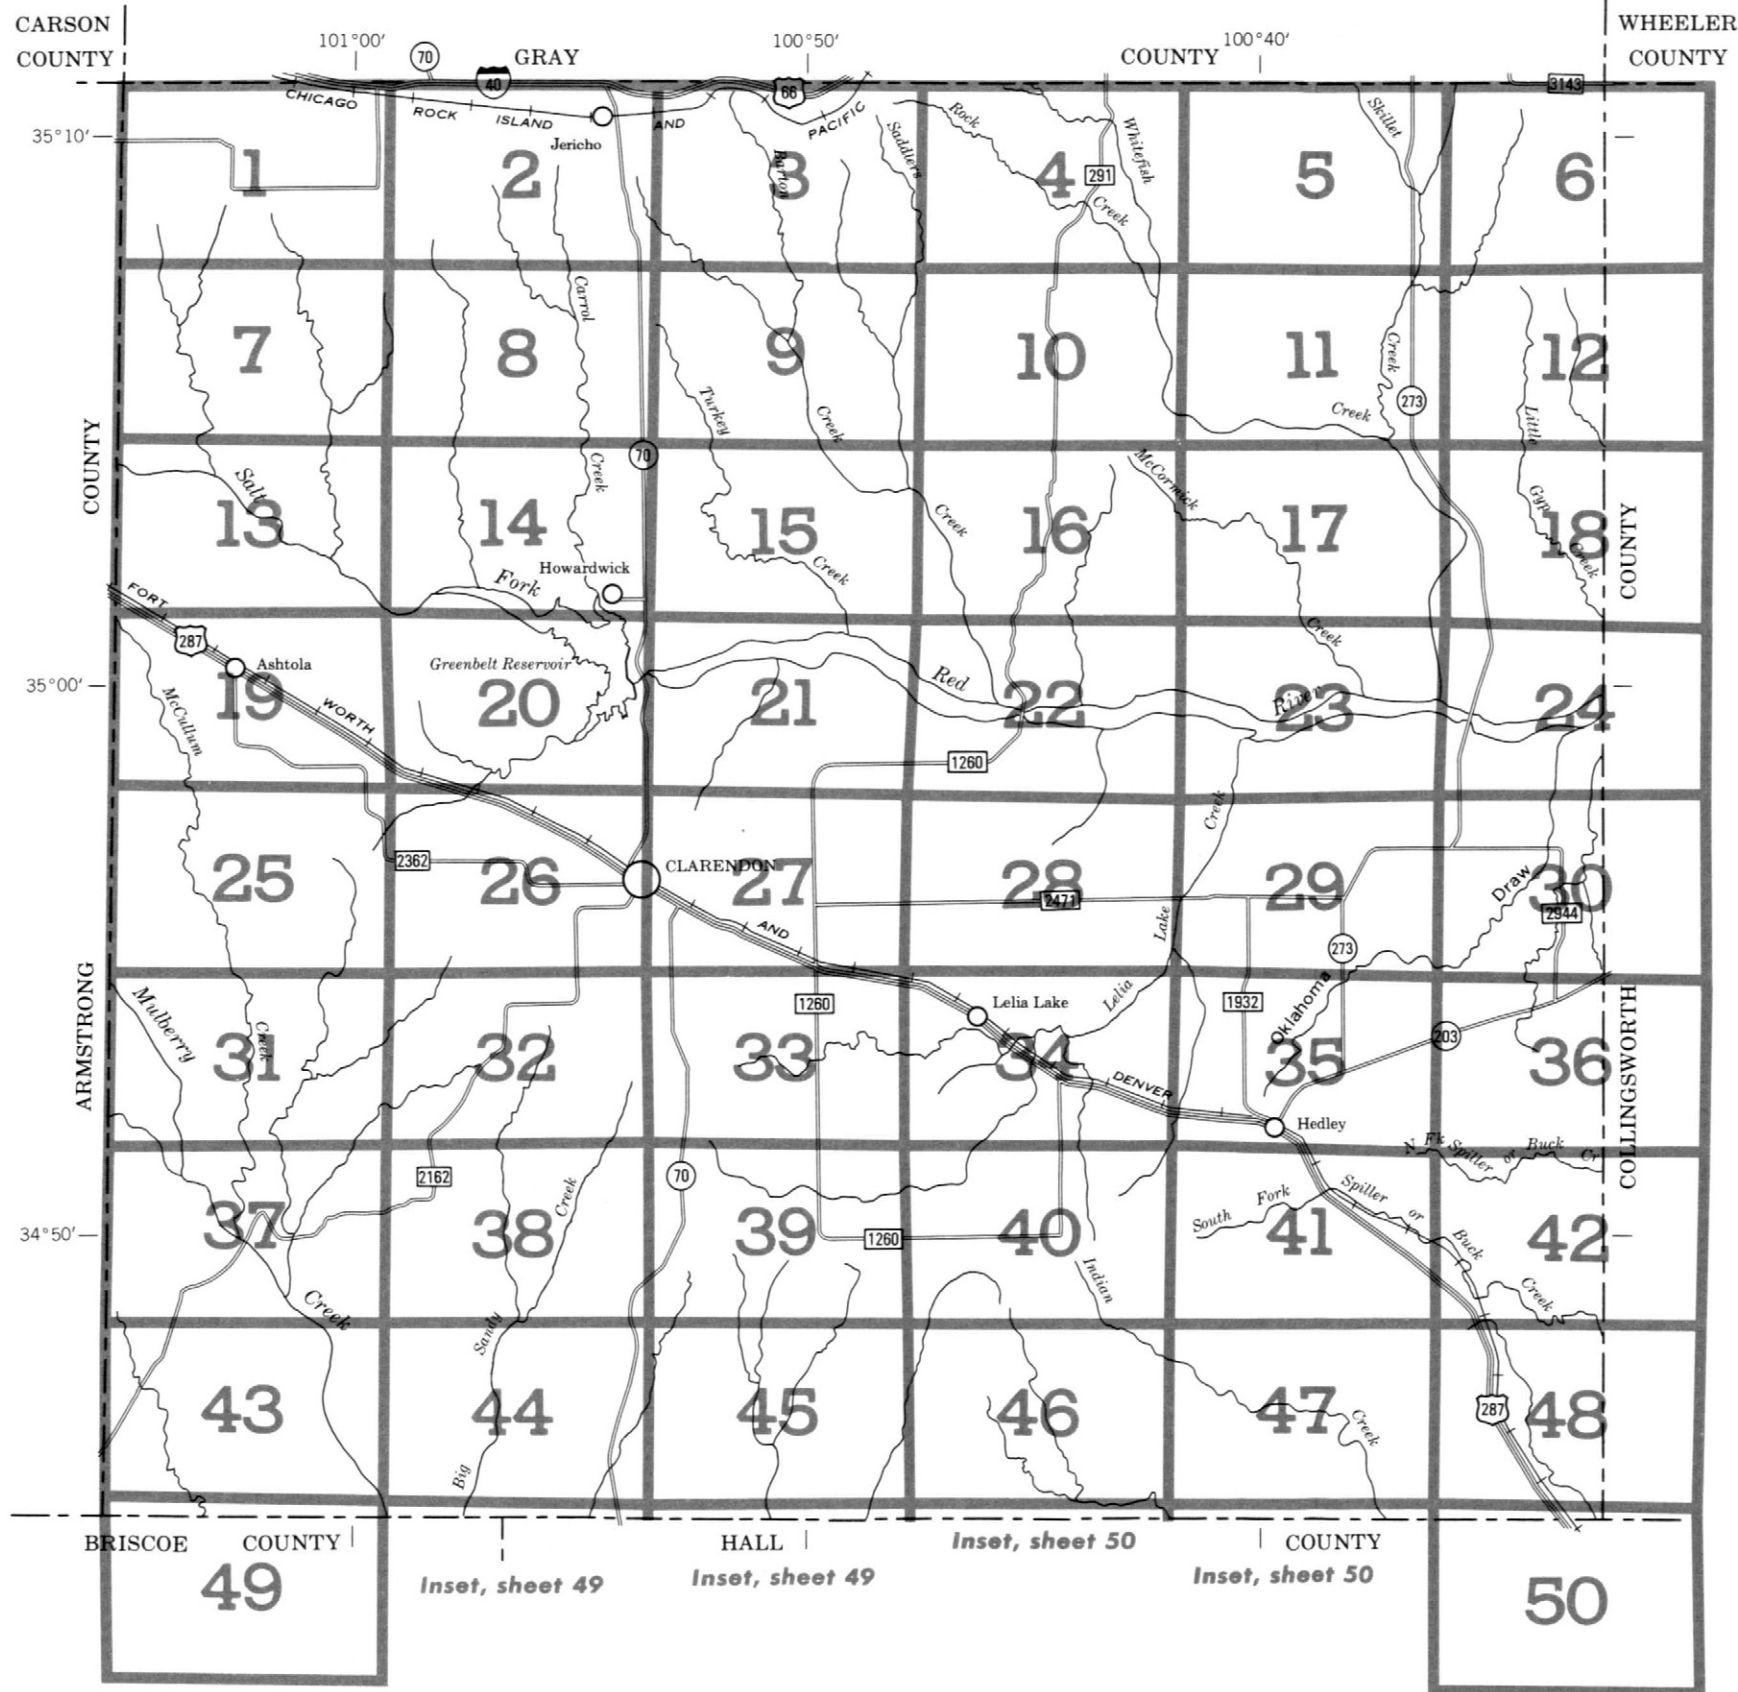 CARSON
COUNTY
WHEELER
COUNTY
101°00′
70
GRAY
100°50′
COUNTY
100°40′
40
66
3143
CHICAGO ROCK ISLAND AND PACIFIC
35°10′
Jericho
Barton
Saddlers
Rock
Creek
Whitefish
Skillet
291
1 2 3 4 5 6
Carrol
Creek
Turkey
Creek
Creek
Creek
273
Little
7 8 9 10 11 12
COUNTY
70
Salt
Creek
Creek
Creek
McCormick
Gyp
Creek
COUNTY
13 14 15 16 17 18
Howardwick
Fork
FORT
287
Ashtola
Greenbelt Reservoir
Red
Creek
River
35°00′
McCullum
WORTH
19 20 21 22 23 24
1260
Creek
2362
CLARENDON
25 26 27 28 29 30
2471
Draw
2944
Lake
273
AND
ARMSTRONG
Mulberry
Creek
1260
Lelia Lake
Lelia
1932
Oklahoma
203
COLLINGSWORTH
31 32 33 34 35 36
DENVER
Hedley
N Fk Spiller or Buck Cr
2162
Creek
70
South Fork Spiller or Buck
Creek
34°50′
37 38 39 40 41 42
1260
Indian
Creek
Sandy
43 44 45 46 47 48
Creek
287
Big
BRISCOE COUNTY
HALL
COUNTY
Inset, sheet 50
Inset, sheet 49
Inset, sheet 49
Inset, sheet 50
49
50